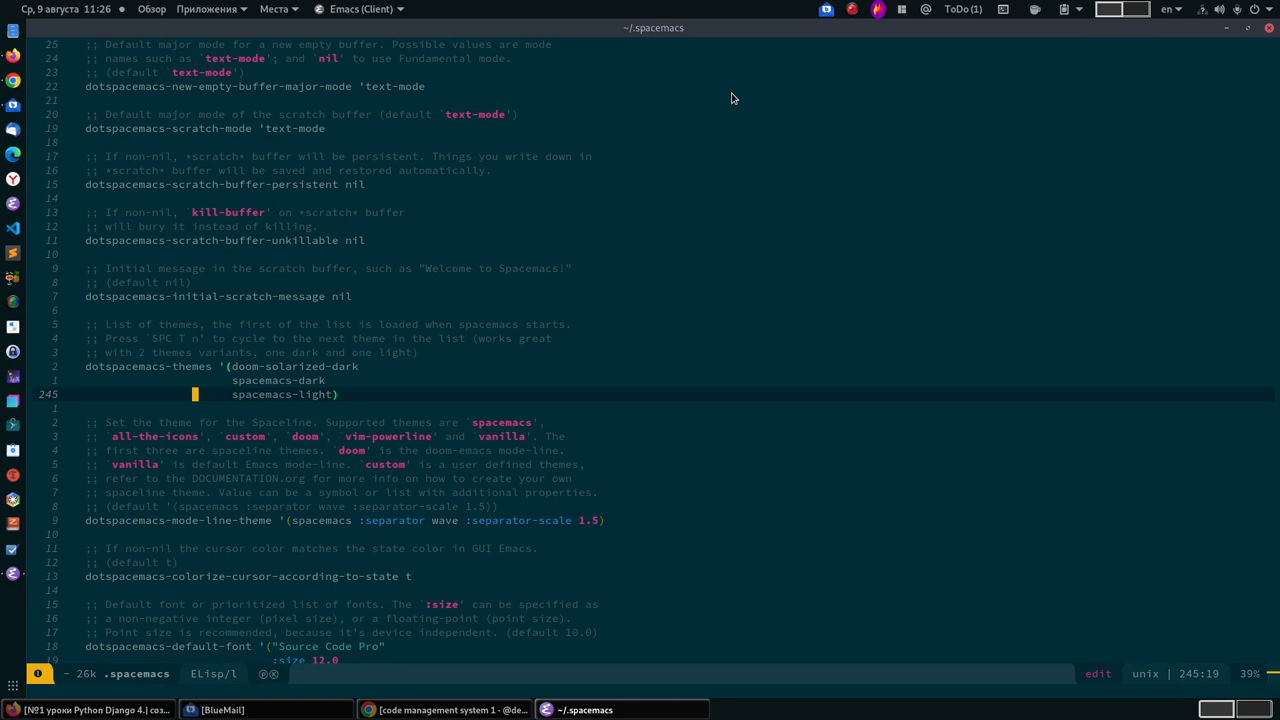 Ср, 9 августа 11:26 Обзор Приложения Места Emacs (Client) ToDo (1) en
~/.spacemacs
25 ;; Default major mode for a new empty buffer. Possible values are mode
24 ;; names such as `text-mode'; and `nil' to use Fundamental mode.
23 ;; (default `text-mode')
22 dotspacemacs-new-empty-buffer-major-mode 'text-mode
21
20 ;; Default major mode of the scratch buffer (default `text-mode')
19 dotspacemacs-scratch-mode 'text-mode
18
17 ;; If non-nil, *scratch* buffer will be persistent. Things you write down in
16 ;; *scratch* buffer will be saved and restored automatically.
15 dotspacemacs-scratch-buffer-persistent nil
14
13 ;; If non-nil, `kill-buffer' on *scratch* buffer
12 ;; will bury it instead of killing.
11 dotspacemacs-scratch-buffer-unkillable nil
10
9 ;; Initial message in the scratch buffer, such as "Welcome to Spacemacs!"
8 ;; (default nil)
7 dotspacemacs-initial-scratch-message nil
6
5 ;; List of themes, the first of the list is loaded when spacemacs starts.
4 ;; Press `SPC T n' to cycle to the next theme in the list (works great
3 ;; with 2 themes variants, one dark and one light)
2 dotspacemacs-themes '(doom-solarized-dark
1 spacemacs-dark
245 spacemacs-light)
1
2 ;; Set the theme for the Spaceline. Supported themes are `spacemacs',
3 ;; `all-the-icons', `custom', `doom', `vim-powerline' and `vanilla'. The
4 ;; first three are spaceline themes. `doom' is the doom-emacs mode-line.
5 ;; `vanilla' is default Emacs mode-line. `custom' is a user defined themes,
6 ;; refer to the DOCUMENTATION.org for more info on how to create your own
7 ;; spaceline theme. Value can be a symbol or list with additional properties.
8 ;; (default '(spacemacs :separator wave :separator-scale 1.5))
9 dotspacemacs-mode-line-theme '(spacemacs :separator wave :separator-scale 1.5)
10
11 ;; If non-nil the cursor color matches the state color in GUI Emacs.
12 ;; (default t)
13 dotspacemacs-colorize-cursor-according-to-state t
14
15 ;; Default font or prioritized list of fonts. The `:size' can be specified as
16 ;; a non-negative integer (pixel size), or a floating-point (point size).
17 ;; Point size is recommended, because it's device independent. (default 10.0)
18 dotspacemacs-default-font '("Source Code Pro"
19 :size 12.0
- 26k .spacemacs ELisp/l ⓟⓀ edit unix | 245:19 39%
[№1 уроки Python Django 4.| соз... [BlueMail] [code management system 1 · @de... ~/.spacemacs